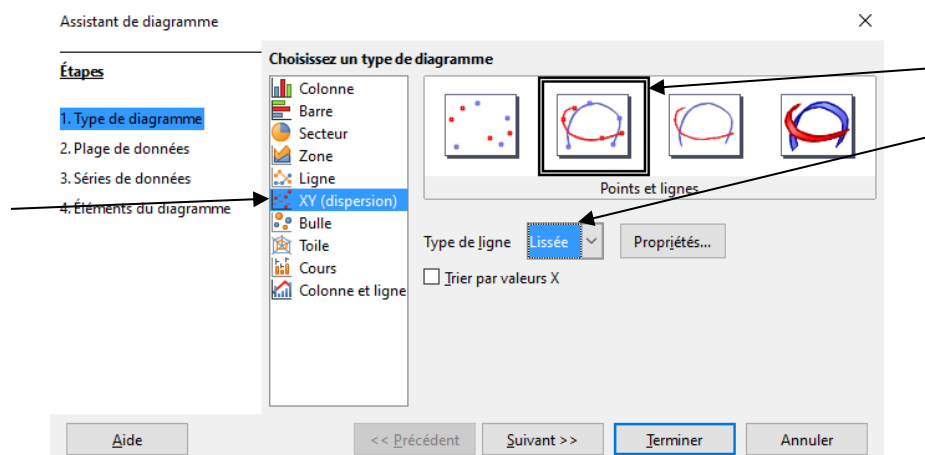 Assistant de diagramme
Étapes
1. Type de diagramme
2. Plage de données
3. Séries de données
4. Éléments du diagramme
Choisissez un type de diagramme
Colonne
Barre
Secteur
Zone
Ligne
XY (dispersion)
Bulle
Toile
Cours
Colonne et ligne
Points et lignes
Type de ligne Lissée Propriétés...
Trier par valeurs X
Aide << Précédent Suivant >> Terminer Annuler